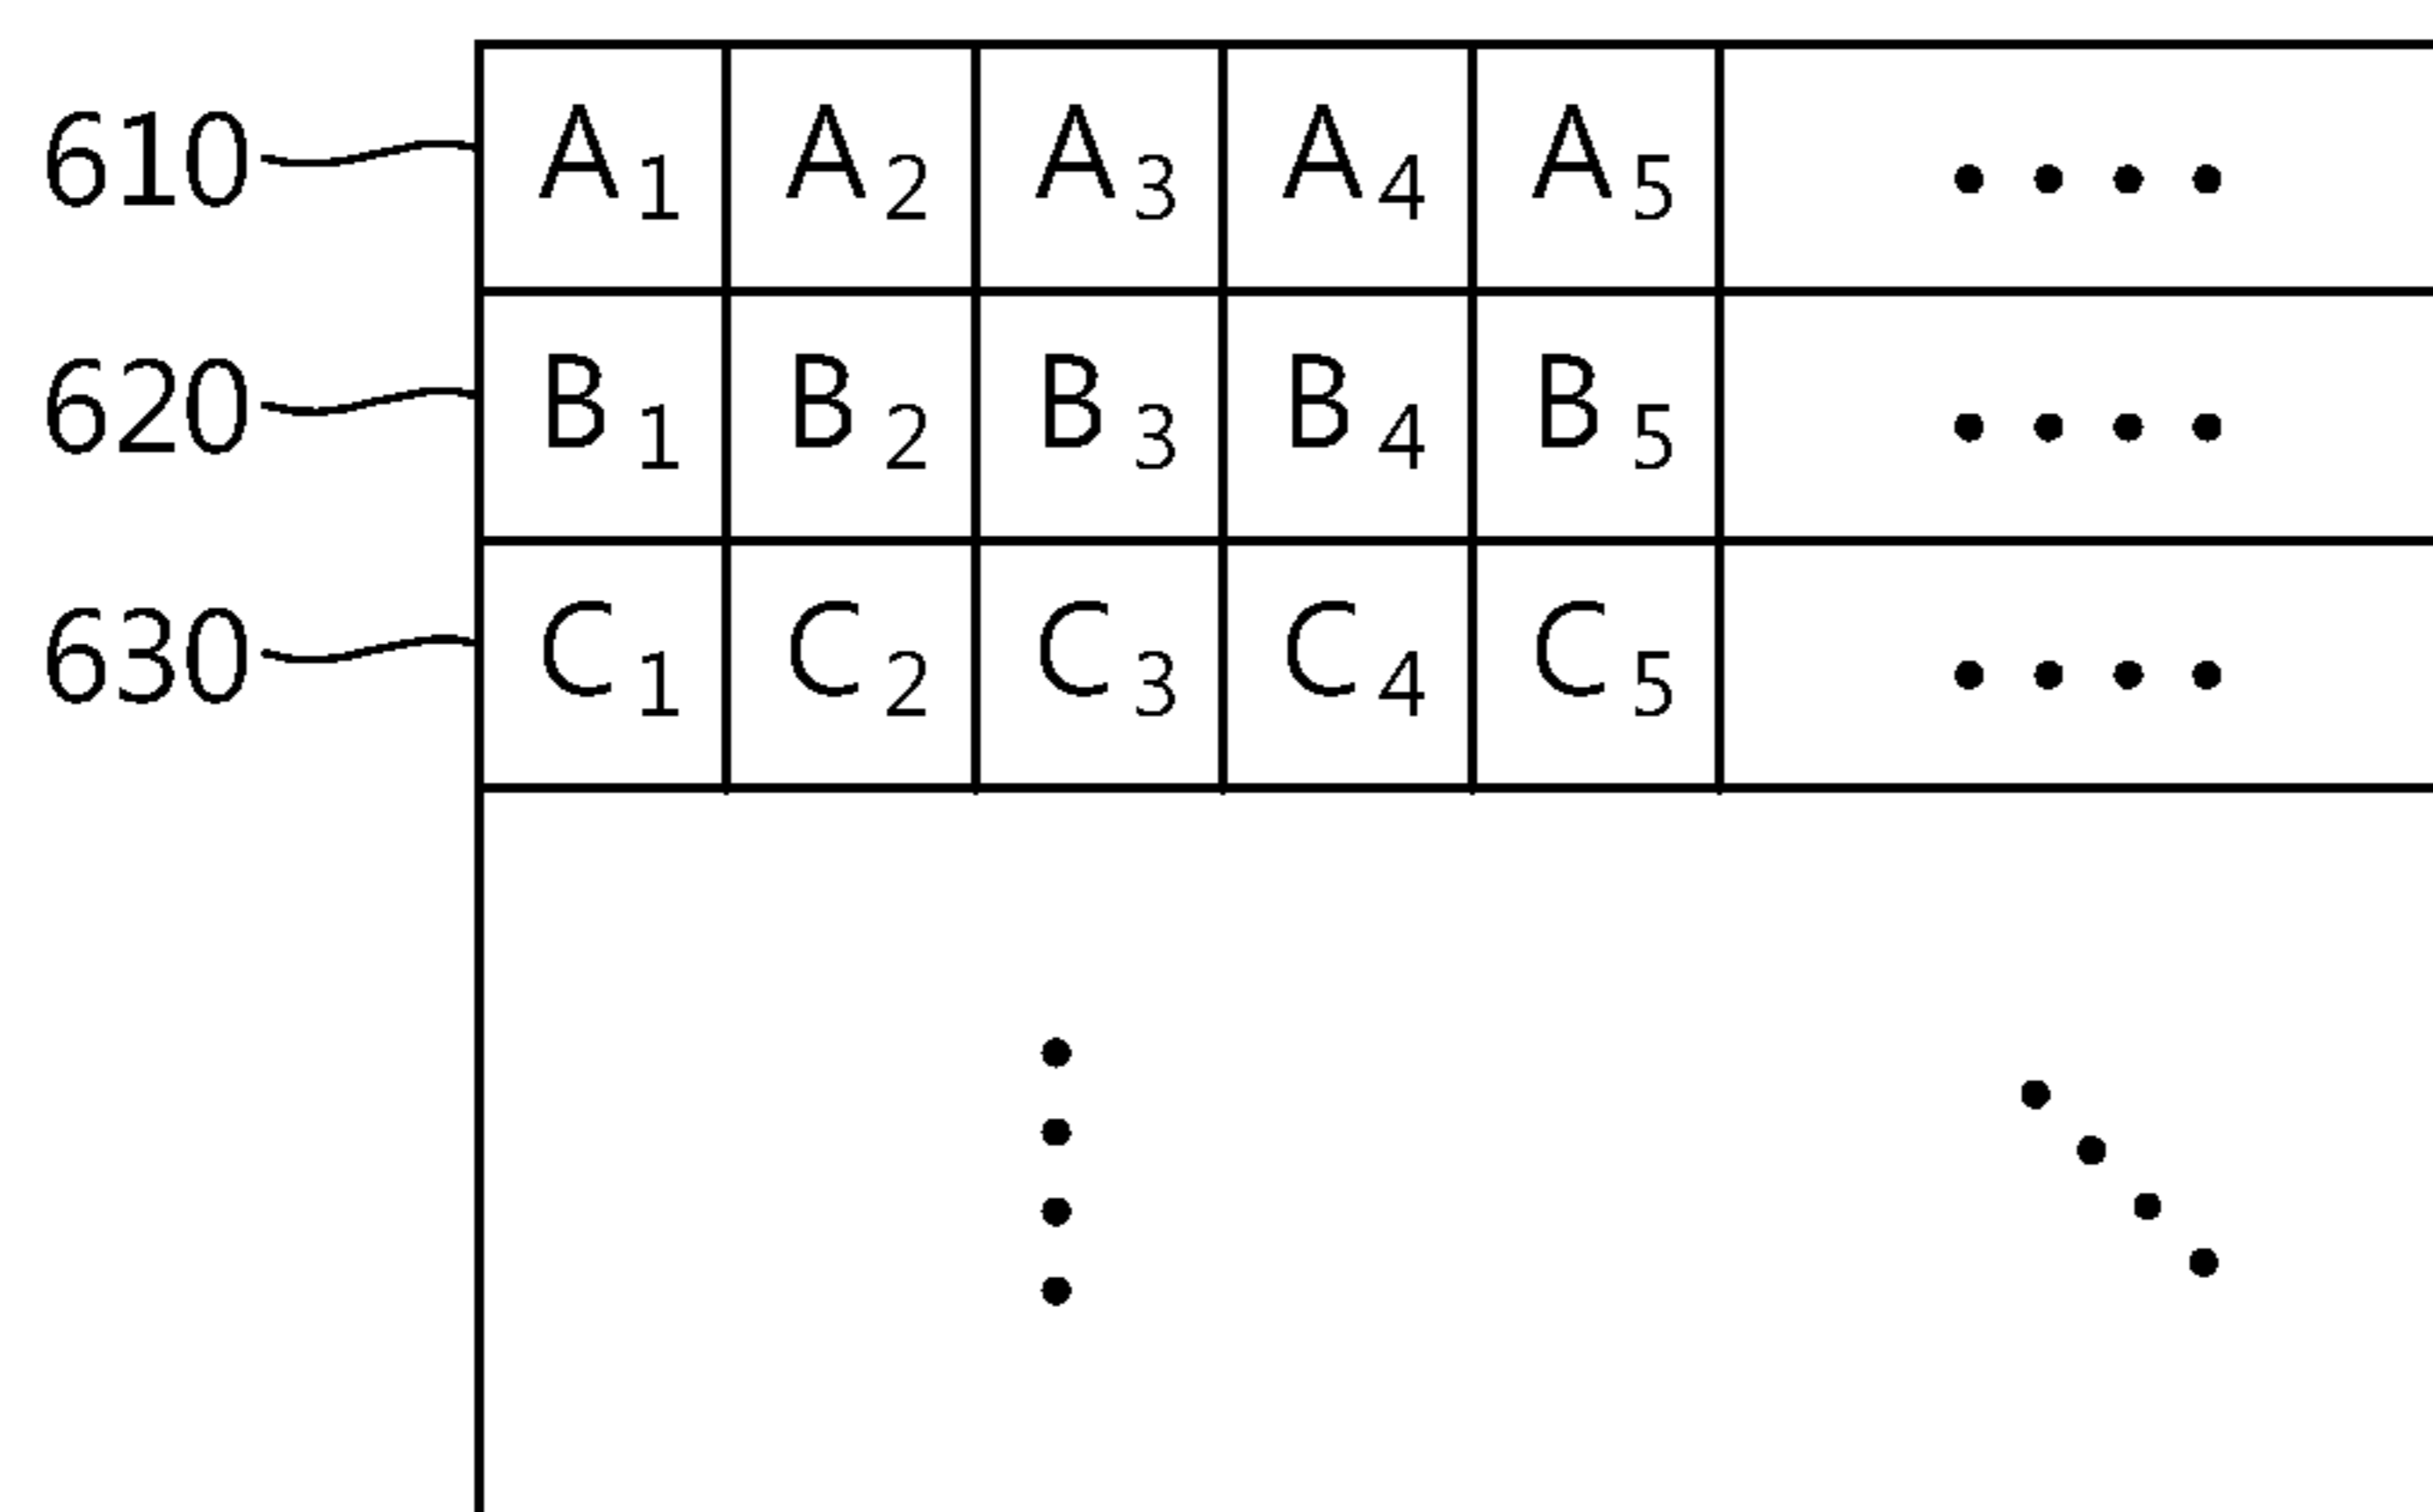 610 A1 A2 A3 A4 A5 ····
620 B1 B2 B3 B4 B5 ····
630 C1 C2 C3 C4 C5 ····